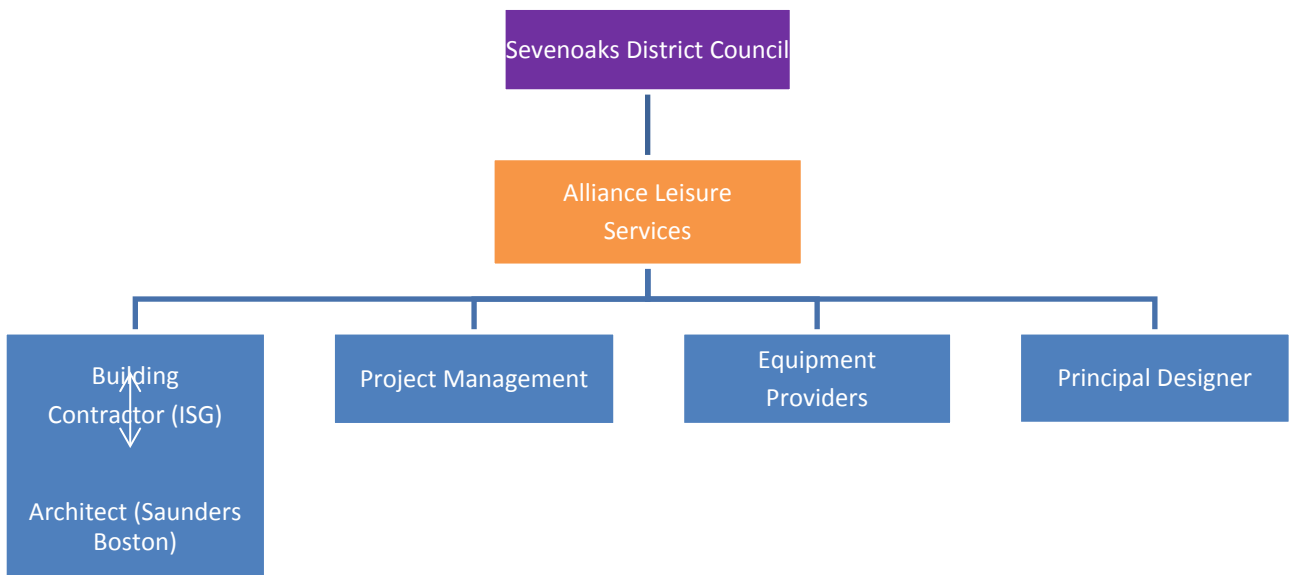 Sevenoaks District Council
Alliance Leisure
Services
Building
Contractor (ISG)
Architect (Saunders
Boston)
Project Management
Equipment
Providers
Principal Designer